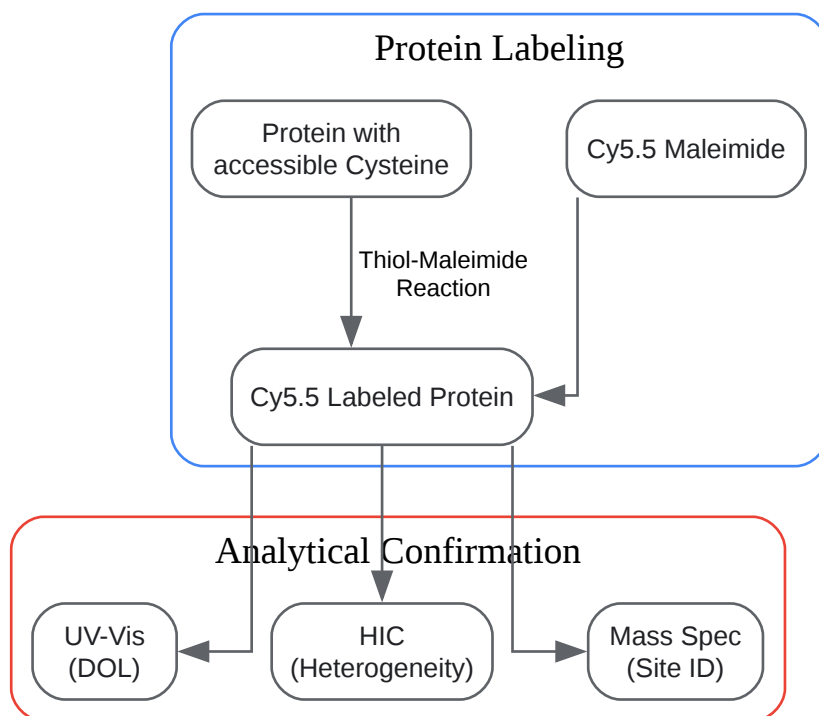 Protein Labeling
Protein with
accessible Cysteine
Cy5.5 Maleimide
Thiol-Maleimide
Reaction
Cy5.5 Labeled Protein
Analytical Confirmation
UV-Vis
(DOL)
HIC
(Heterogeneity)
Mass Spec
(Site ID)